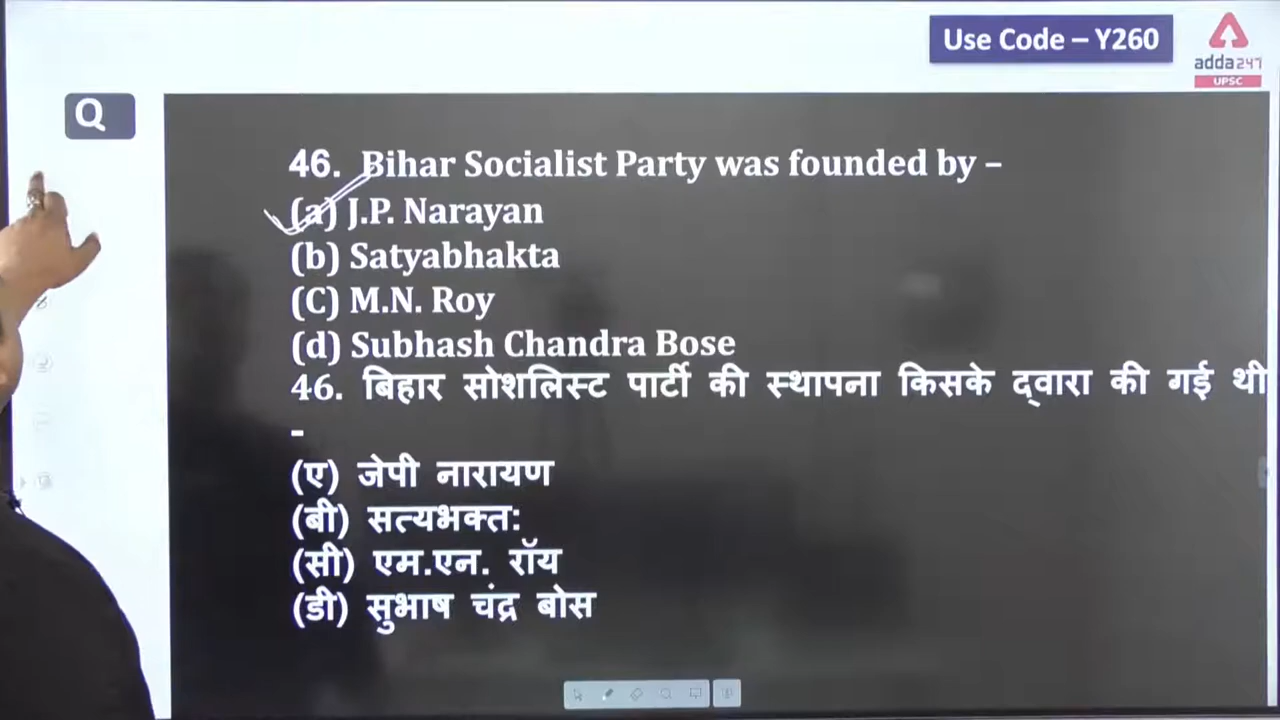 Use Code – Y260
adda247
UPSC
Q
46. Bihar Socialist Party was founded by –
(a) J.P. Narayan
(b) Satyabhakta
(C) M.N. Roy
(d) Subhash Chandra Bose
46. बिहार सोशलिस्ट पार्टी की स्थापना किसके द्वारा की गई थी
-
(ए) जेपी नारायण
(बी) सत्यभक्त:
(सी) एम.एन. रॉय
(डी) सुभाष चंद्र बोस